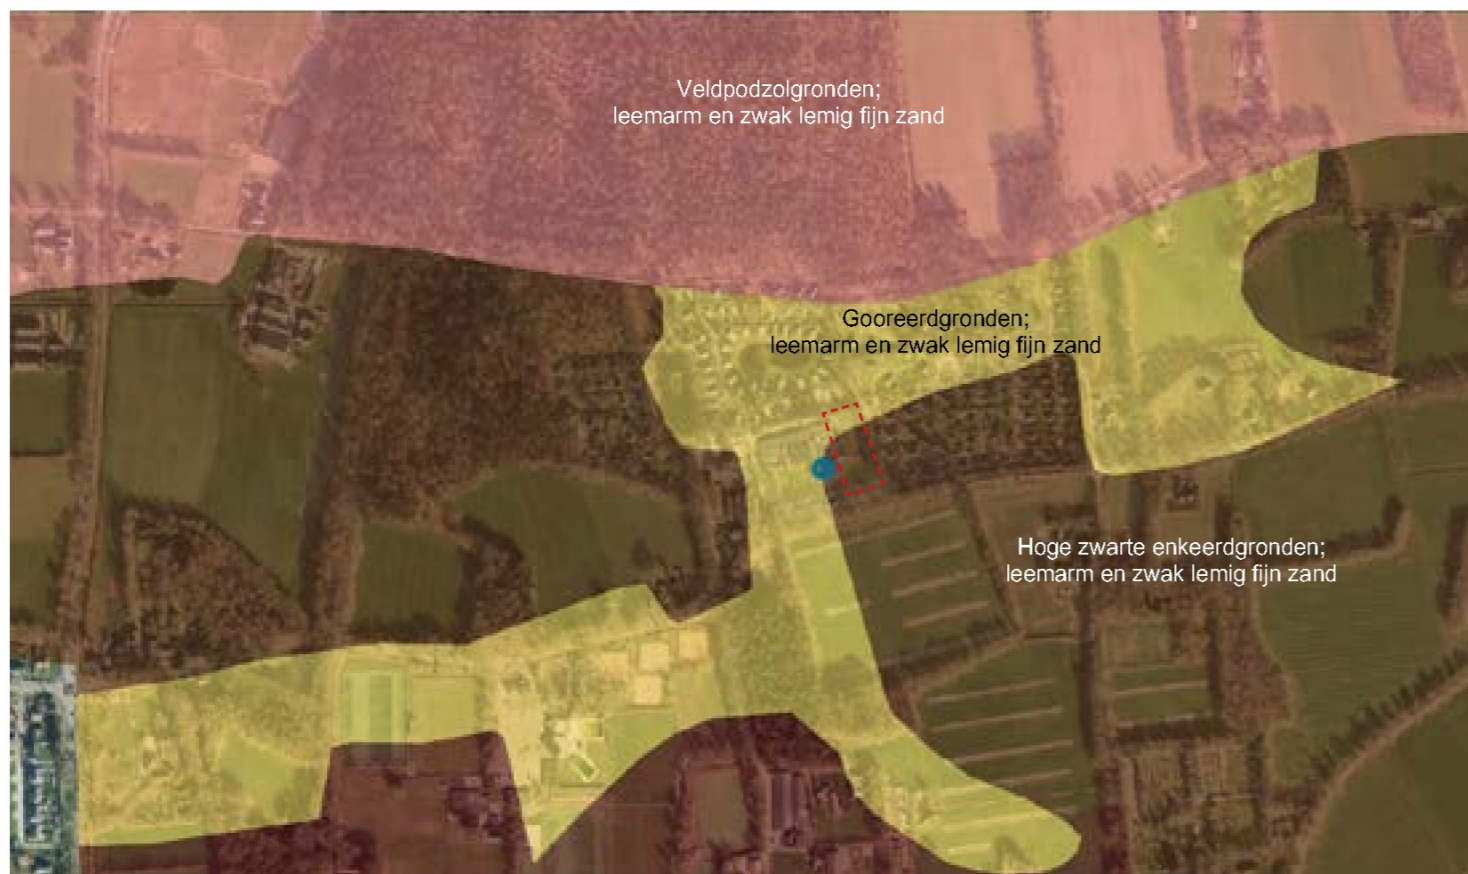 Veldpodzolgronden;
leemarm en zwak lemig fijn zand
Gooreerdgronden;
leemarm en zwak lemig fijn zand
Hoge zwarte enkeerdgronden;
leemarm en zwak lemig fijn zand